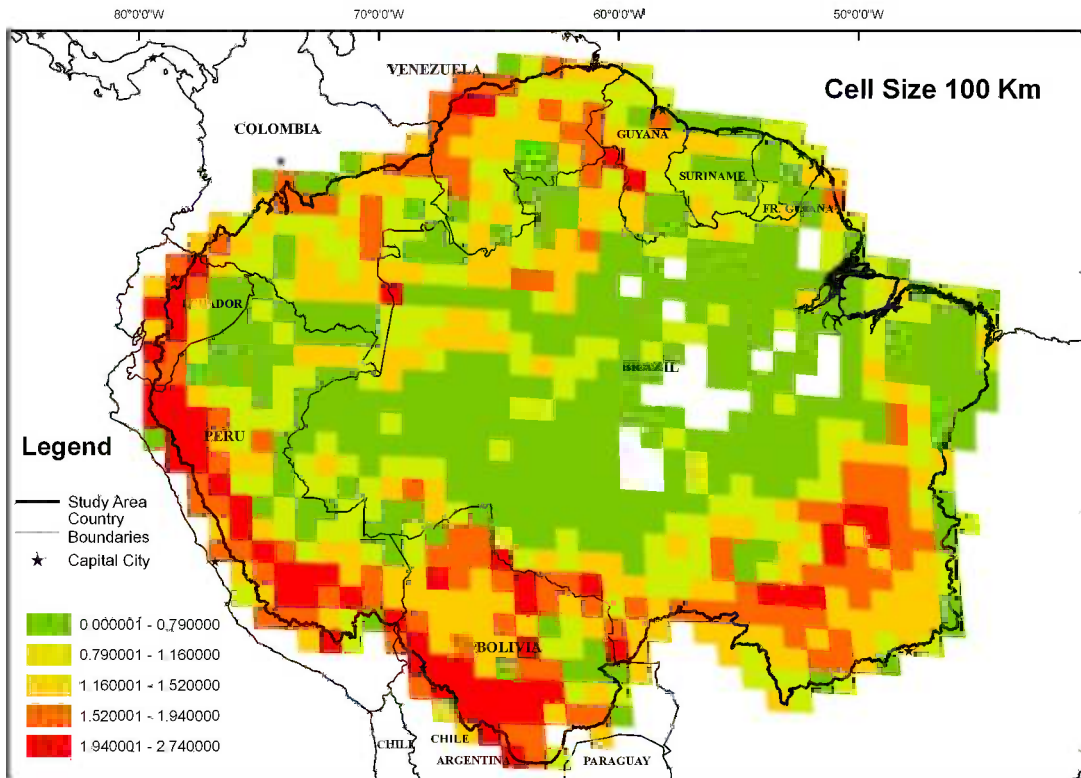 80°0'0"W
70°0'0"W
60°0'0"W
50°0'0"W
VENEZUELA
Cell Size 100 Km
COLOMBIA
GUYANA
SURINAME
FR. GUIANA
BRAZIL
PERU
Legend
Study Area
Country
Boundaries
Capital City
0.000001 - 0.790000
0.790001 - 1.160000
1.160001 - 1.520000
1.520001 - 1.940000
1.940001 - 2.740000
BOLIVIA
CHILE
CHILE
ARGENTINA
PARAGUAY